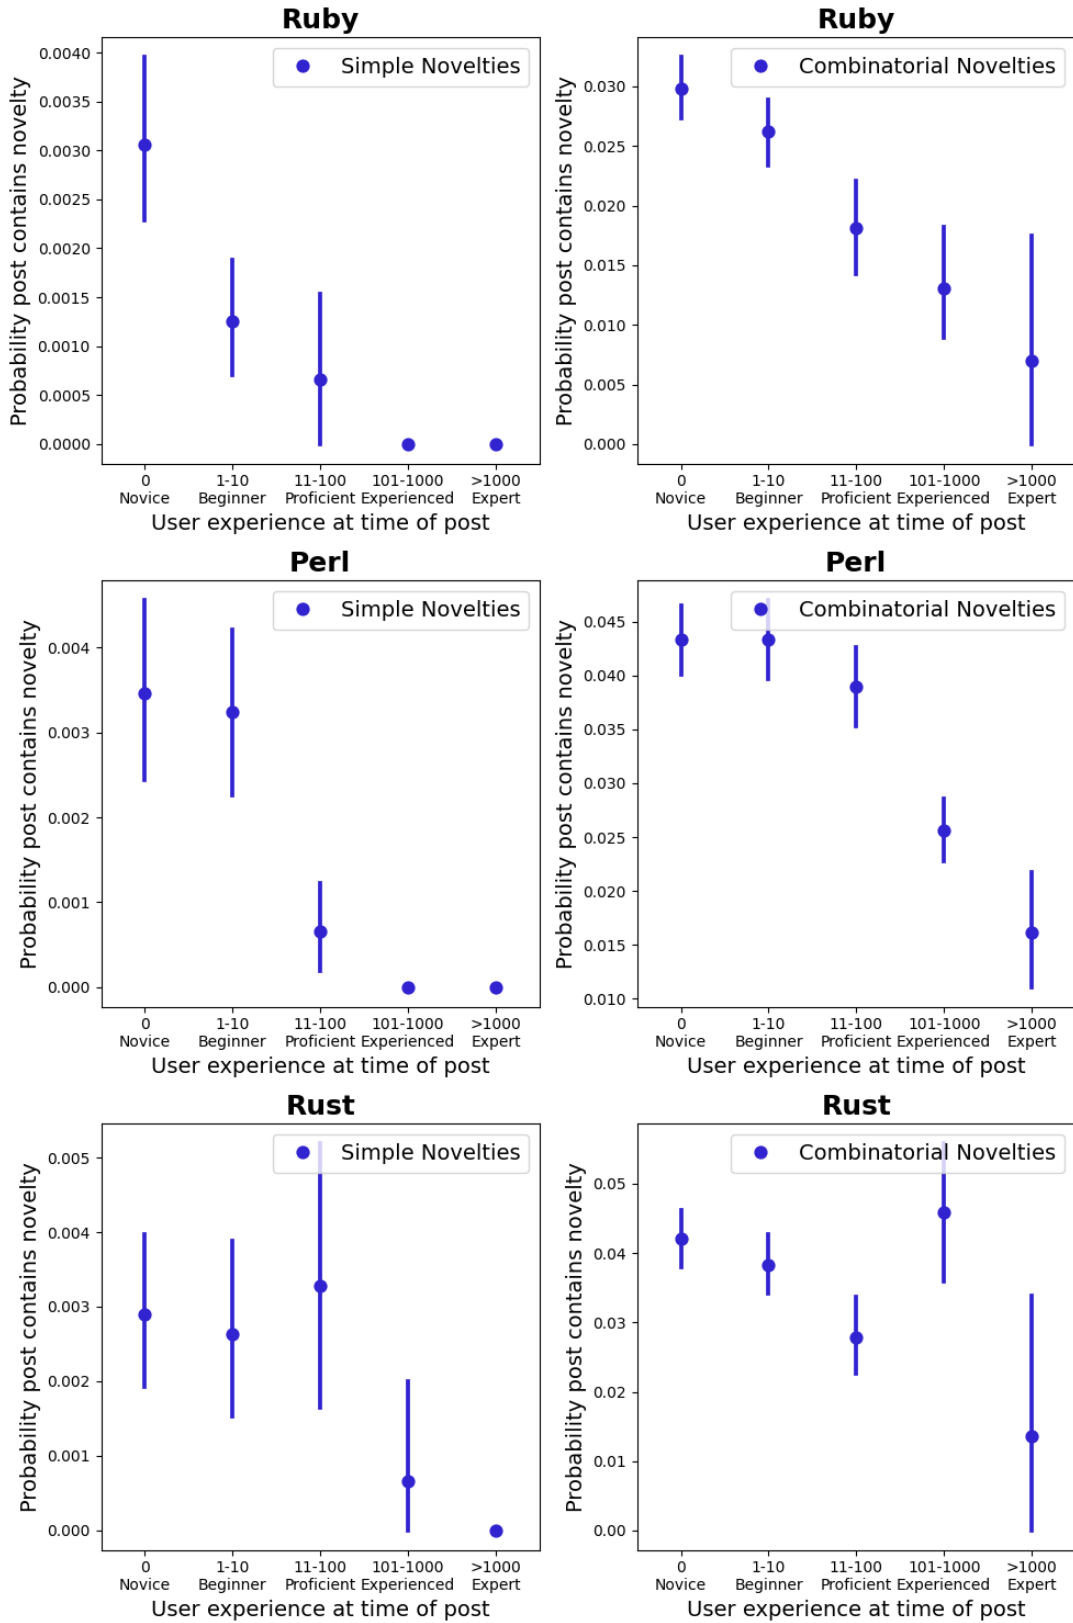 Ruby
Simple Novelties
Probability post contains novelty
0.0040
0.0035
0.0030
0.0025
0.0020
0.0015
0.0010
0.0005
0.0000
0 1-10 11-100 101-1000 >1000
Novice Beginner Proficient Experienced Expert
User experience at time of post
Ruby
Combinatorial Novelties
Probability post contains novelty
0.030
0.025
0.020
0.015
0.010
0.005
0.000
0 1-10 11-100 101-1000 >1000
Novice Beginner Proficient Experienced Expert
User experience at time of post
Perl
Simple Novelties
Probability post contains novelty
0.004
0.003
0.002
0.001
0.000
0 1-10 11-100 101-1000 >1000
Novice Beginner Proficient Experienced Expert
User experience at time of post
Perl
Combinatorial Novelties
Probability post contains novelty
0.045
0.040
0.035
0.030
0.025
0.020
0.015
0.010
0 1-10 11-100 101-1000 >1000
Novice Beginner Proficient Experienced Expert
User experience at time of post
Rust
Simple Novelties
Probability post contains novelty
0.005
0.004
0.003
0.002
0.001
0.000
0 1-10 11-100 101-1000 >1000
Novice Beginner Proficient Experienced Expert
User experience at time of post
Rust
Combinatorial Novelties
Probability post contains novelty
0.05
0.04
0.03
0.02
0.01
0.00
0 1-10 11-100 101-1000 >1000
Novice Beginner Proficient Experienced Expert
User experience at time of post